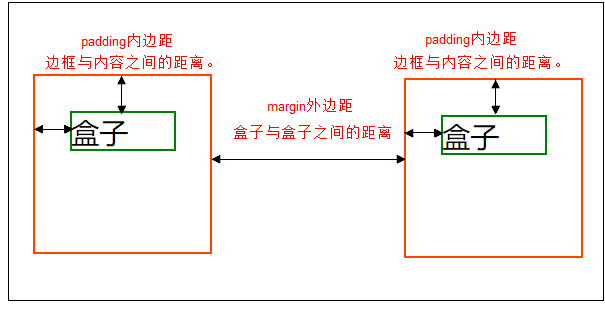 padding内边距
边框与内容之间的距离。
padding内边距
边框与内容之间的距离。
margin外边距
盒子与盒子之间的距离
盒子
盒子